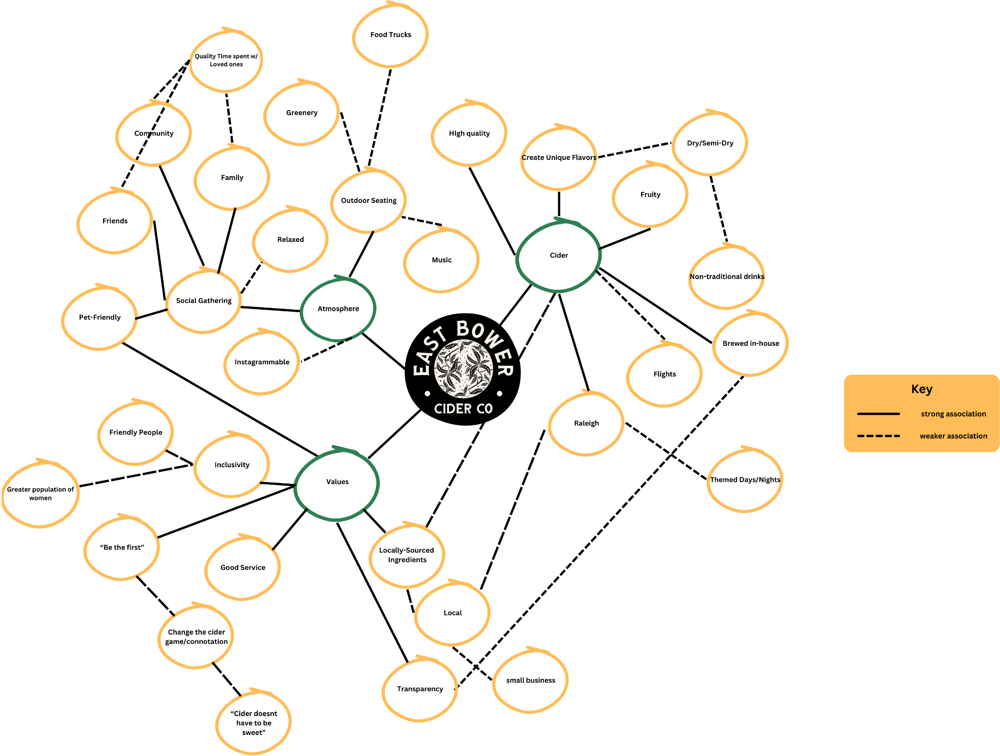 Food Trucks
Quality Time spent w/
Loved ones
Greenery
HIgh quality
Community
Create Unique Flavors
Dry/Semi-Dry
Family
Fruity
Outdoor Seating
Friends
Relaxed
Music
Cider
Non-traditional drinks
Social Gathering
Atmosphere
Pet-Friendly
Instagrammable
EAST BOWER
CIDER CO
Brewed in-house
Flights
Key
strong association
weaker association
Raleigh
Friendly People
Inclusivity
Values
Themed Days/Nights
Greater population of
women
“Be the first”
Good Service
Locally-Sourced
Ingredients
Local
Change the cider
game/connotation
Transparency
small business
“Cider doesnt
have to be
sweet”